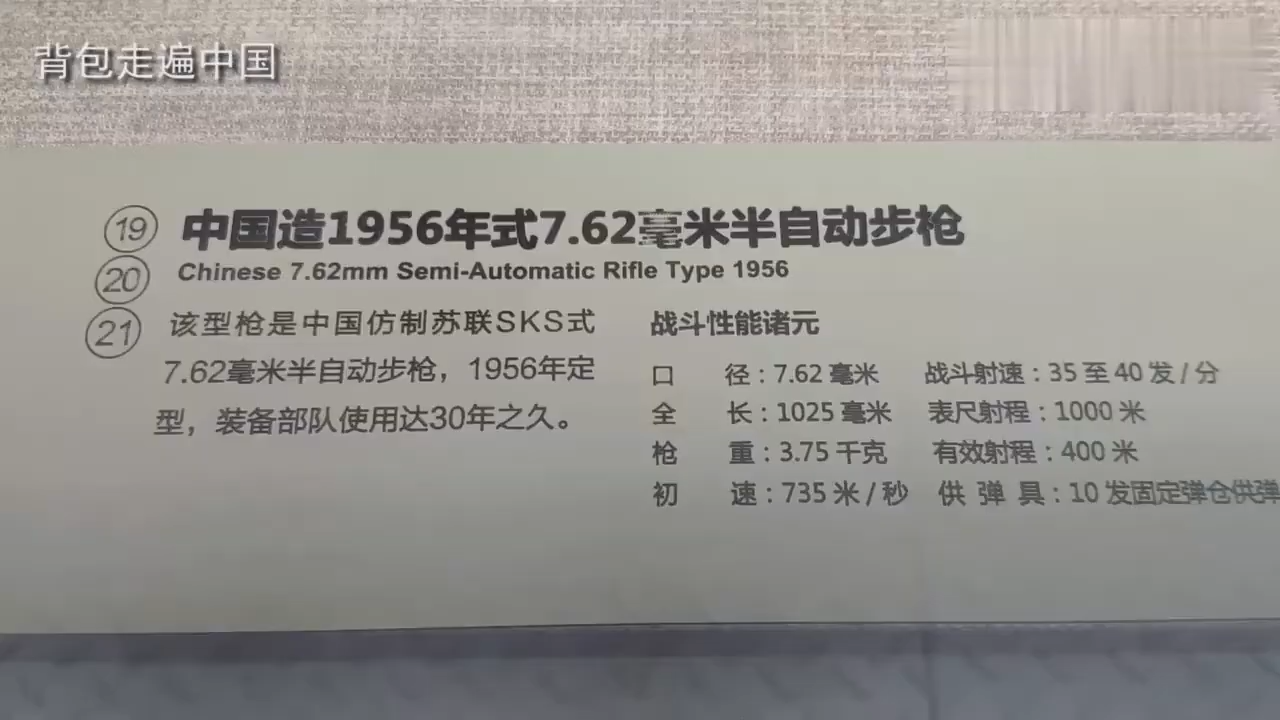 背包走遍中国
19 中国造1956年式7.62毫米半自动步枪
20 Chinese 7.62mm Semi-Automatic Rifle Type 1956
21 该型枪是中国仿制苏联SKS式
7.62毫米半自动步枪，1956年定
型，装备部队使用达30年之久。
战斗性能诸元
口 径：7.62 毫米 战斗射速：35 至 40 发 / 分
全 长：1025 毫米 表尺射程：1000 米
枪 重：3.75 千克 有效射程：400 米
初 速：735 米 / 秒 供 弹 具：10 发固定弹仓供弹